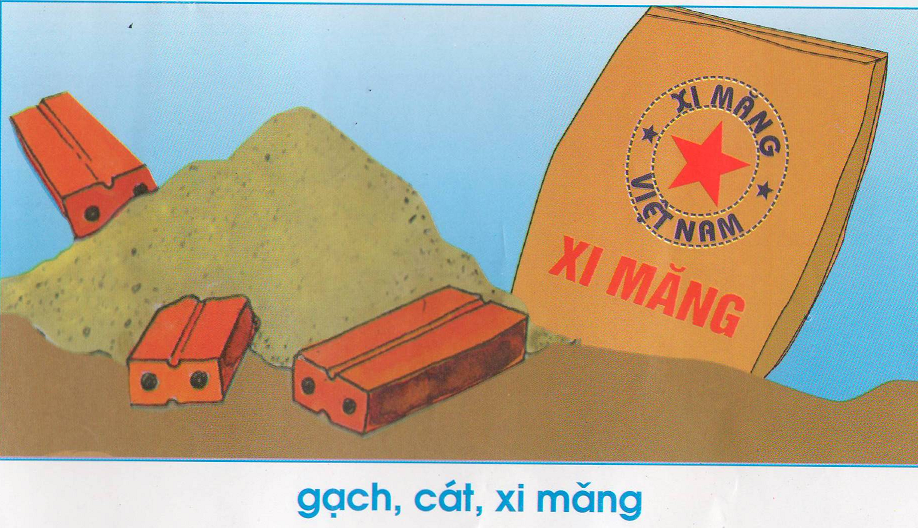 XI MĂNG
VIỆT NAM
XI MĂNG
gạch, cát, xi măng